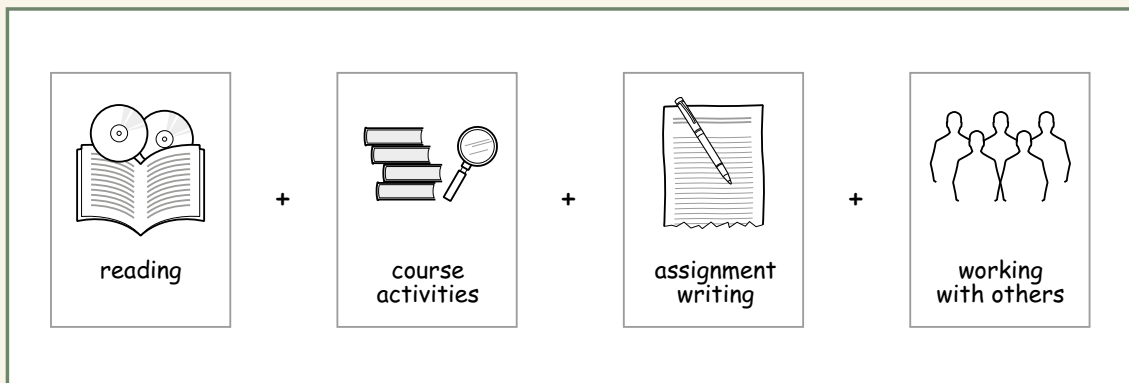 reading
+
course
activities
+
assignment
writing
+
working
with others